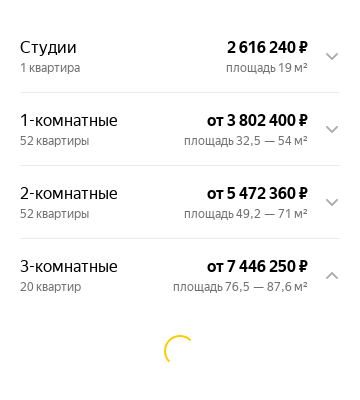 Студии 2 616 240 ₽
1 квартира площадь 19 м²
1-комнатные от 3 802 400 ₽
52 квартиры площадь 32,5 — 54 м²
2-комнатные от 5 472 360 ₽
52 квартиры площадь 49,2 — 71 м²
3-комнатные от 7 446 250 ₽
20 квартир площадь 76,5 — 87,6 м²